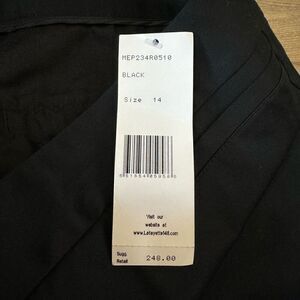 MEP234R0510
BLACK
Size 14
Visit our
website at
www.Lafayette148.com
Sugg
Retail 248.00